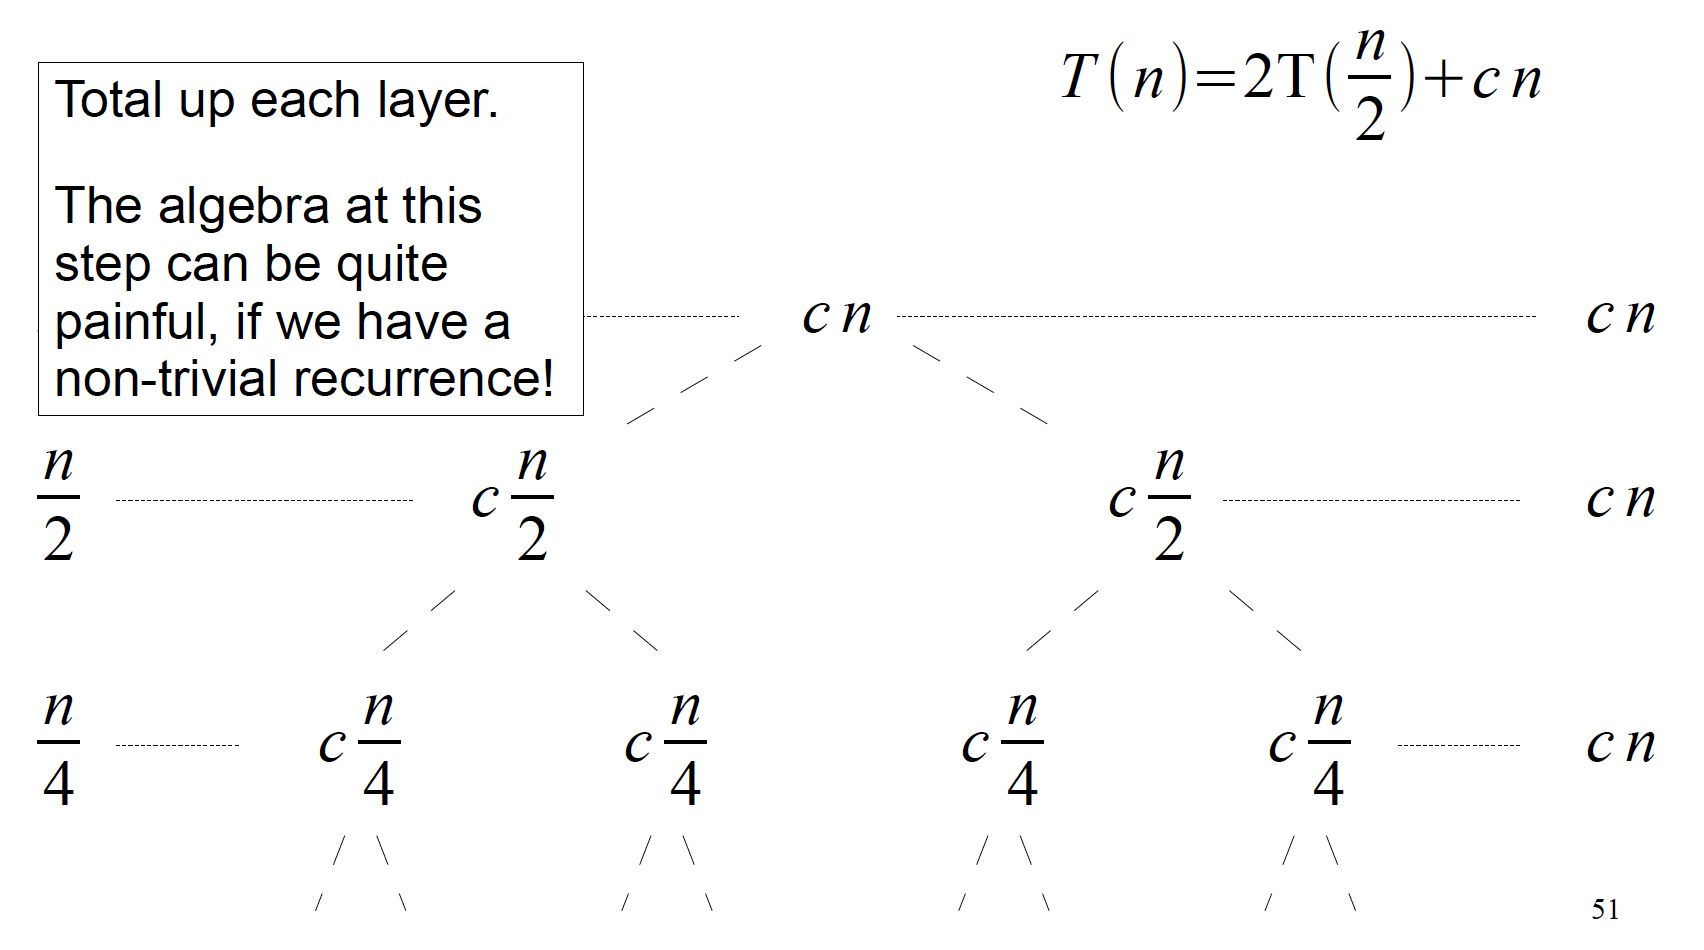 T(n)=2T(n/2)+cn
Total up each layer.
The algebra at this
step can be quite
painful, if we have a
non-trivial recurrence!
cn cn
n/2 c n/2 c n/2 cn
n/4 c n/4 c n/4 c n/4 c n/4 cn
51